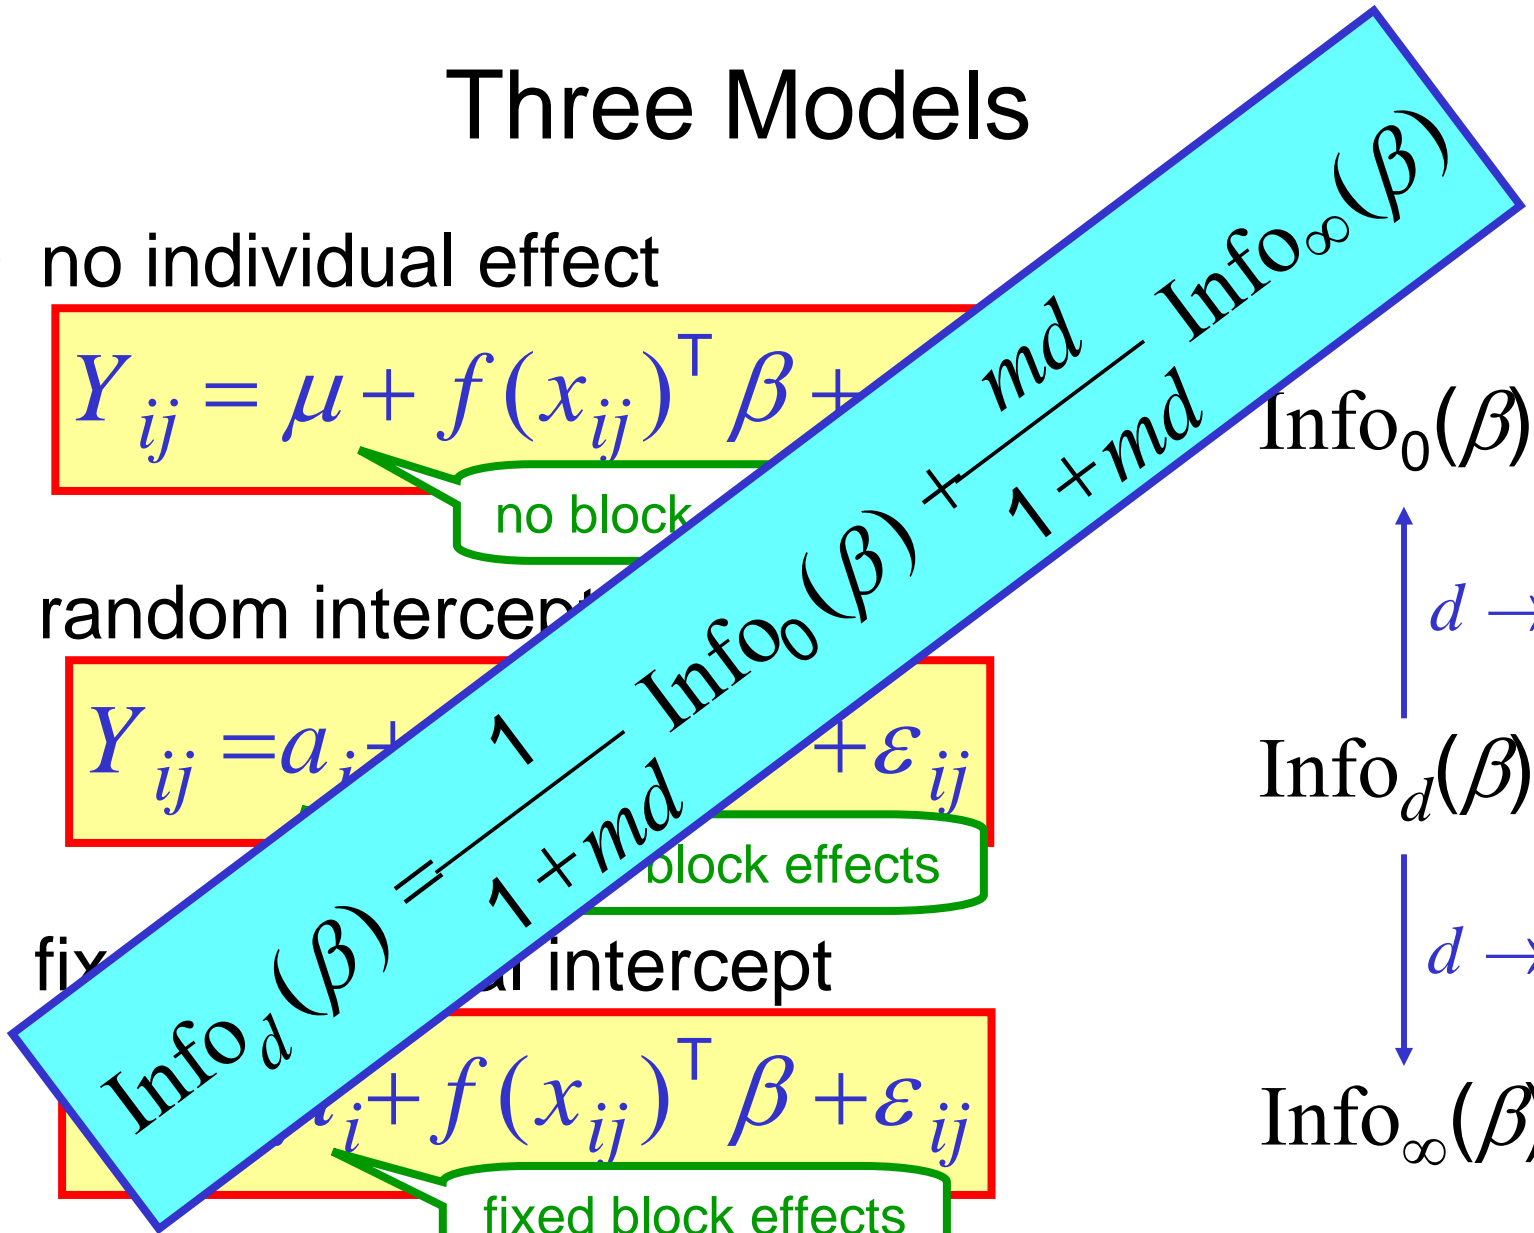 Three Models
no individual effect
Y_ij = μ + f(x_ij)^T β +
no block
random intercept
Y_ij = a_i + + ε_ij
block effects
intercept
+ f(x_ij)^T β + ε_ij
fixed block effects
Info_d(β) = 1/(1+md) Info_0(β) + md/(1+md) Info_∞(β)
Info_0(β)
d →
Info_d(β)
d →
Info_∞(β)